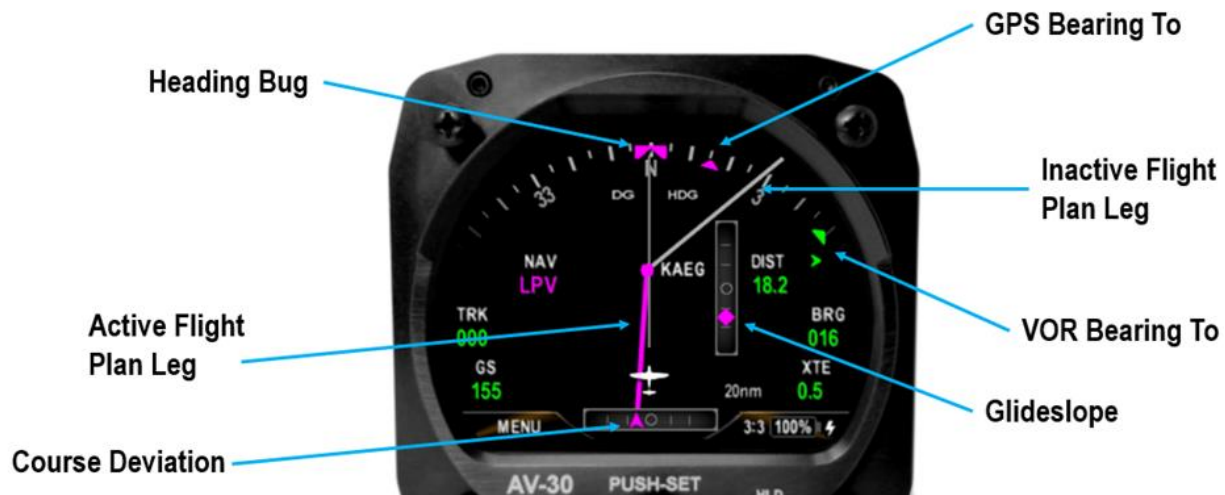 GPS Bearing To
Heading Bug
Inactive Flight
Plan Leg
N
33
3
DG HDG
NAV
LPV
KAEG
DIST
18.2
TRK
000
BRG
016
GS
155
20nm
XTE
0.5
Active Flight
Plan Leg
VOR Bearing To
Glideslope
MENU
3:3 100%
Course Deviation
AV-30 PUSH-SET